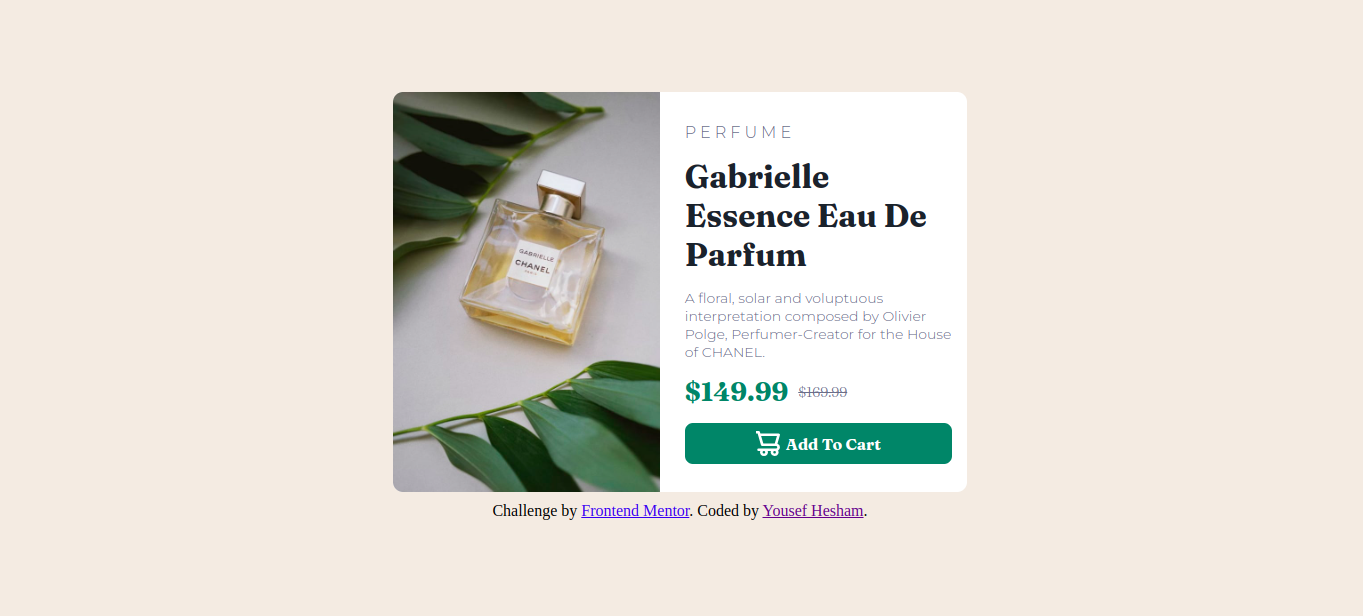 GABRIELLE
CHANEL
PERFUME
Gabrielle
Essence Eau De
Parfum
A floral, solar and voluptuous
interpretation composed by Olivier
Polge, Perfumer-Creator for the House
of CHANEL.
$149.99 $169.99
Add To Cart
Challenge by Frontend Mentor. Coded by Yousef Hesham.